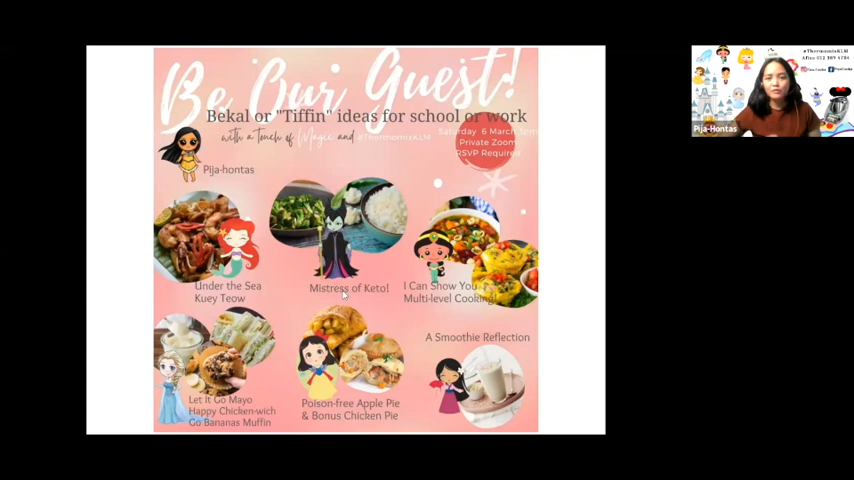 Be Our Guest!
Bekal or "Tiffin" ideas for school or work
with a touch of Magic and #ThermomixKLM
Saturday 6 March 3pm
Private Zoom
RSVP Required
Pija-hontas
Under the Sea
Kuey Teow
Mistress of Keto!
I Can Show You
Multi-level Cooking!
Let It Go Mayo
Happy Chicken-wich
Go Bananas Muffin
Poison-free Apple Pie
& Bonus Chicken Pie
A Smoothie Reflection
#ThermomixKLM
Pija-Hontas